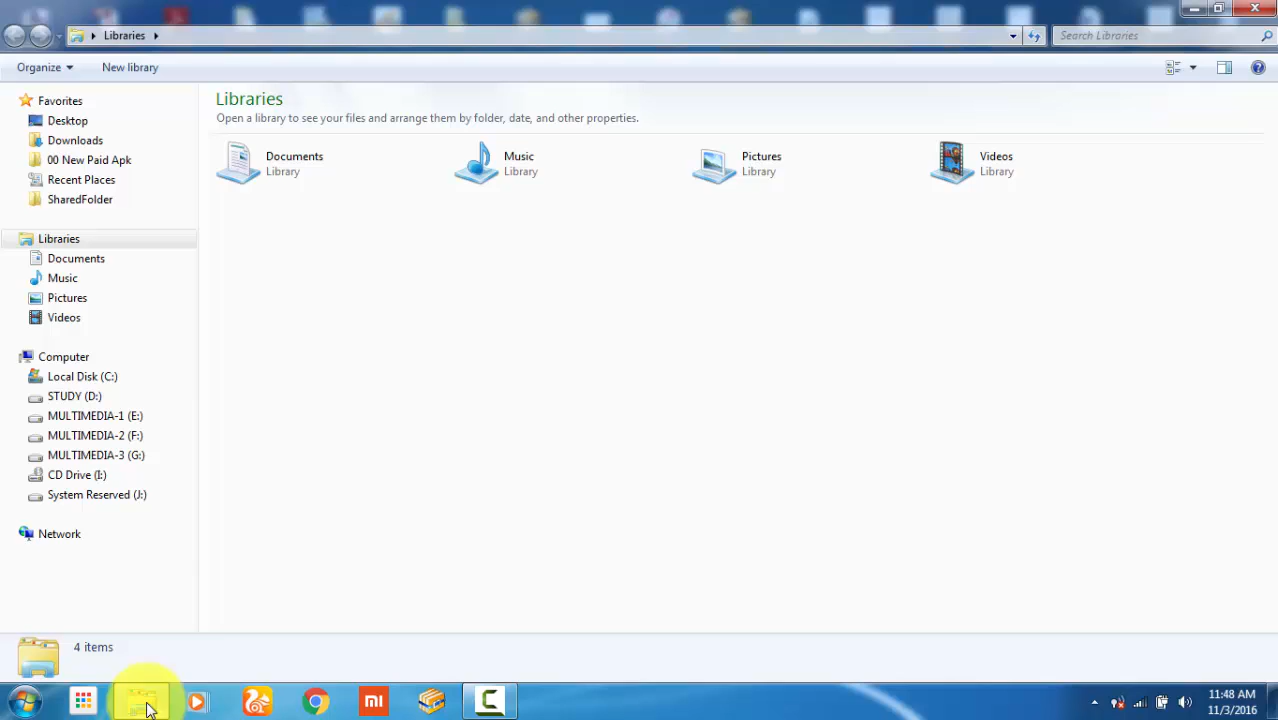 Libraries
Search Libraries
Organize
New library
Favorites
Desktop
Downloads
00 New Paid Apk
Recent Places
SharedFolder
Libraries
Documents
Music
Pictures
Videos
Computer
Local Disk (C:)
STUDY (D:)
MULTIMEDIA-1 (E:)
MULTIMEDIA-2 (F:)
MULTIMEDIA-3 (G:)
CD Drive (I:)
System Reserved (J:)
Network
Libraries
Open a library to see your files and arrange them by folder, date, and other properties.
Documents
Library
Music
Library
Pictures
Library
Videos
Library
4 items
mi
C
11:48 AM
11/3/2016